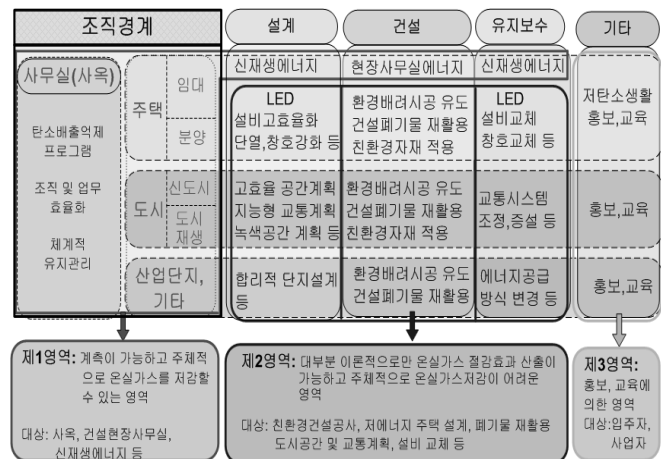 조직경계
설계
건설
유지보수
기타
사무실(사옥)
탄소배출억제
프로그램
조직 및 업무
효율화
체계적
유지관리
주택
임대
분양
도시
신도시
도시
재생
산업단지,
기타
신재생에너지
현장사무실에너지
신재생에너지
LED
설비고효율화
단열,창호강화 등
환경배려시공 유도
건설폐기물 재활용
친환경자재 적용
LED
설비교체
창호교체 등
저탄소생활
홍보,교육
고효율 공간계획
지능형 교통계획
녹색공간 계획 등
환경배려시공 유도
건설폐기물 재활용
친환경자재 적용
교통시스템
조정,증설 등
홍보,교육
합리적 단지설계
등
환경배려시공 유도
건설폐기물 재활용
에너지공급
방식 변경 등
홍보,교육
제1영역: 계측이 가능하고 주체적
으로 온실가스를 저감할
수 있는 영역
대상: 사옥, 건설현장사무실,
신재생에너지 등
제2영역: 대부분 이론적으로만 온실가스 절감효과 산출이
가능하고 주체적으로 온실가스저감이 어려운
영역
대상: 친환경건설공사, 저에너지 주택 설계, 폐기물 재활용
도시공간 및 교통계획, 설비 교체 등
제3영역:
홍보, 교육에
의한 영역
대상:입주자,
사업자